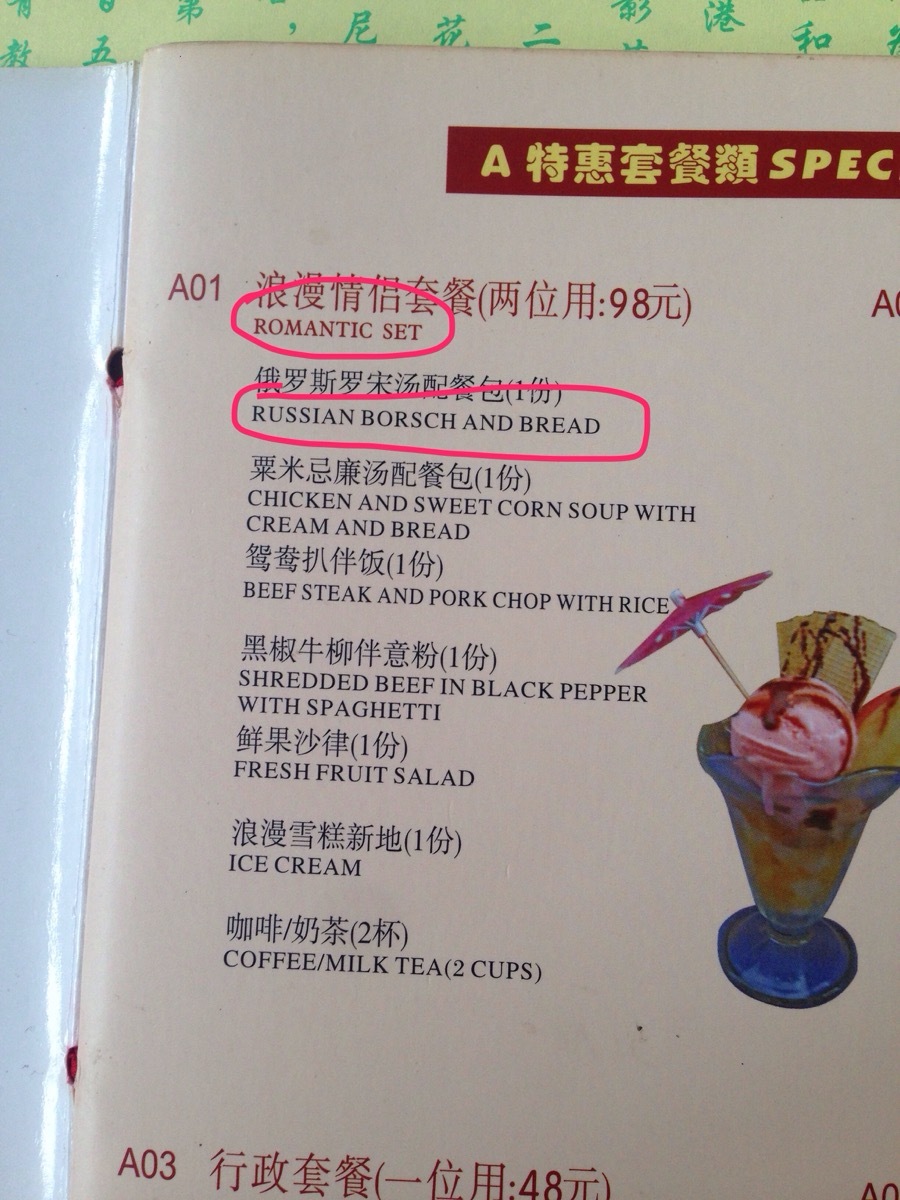 A 特惠套餐類 SPEC
A01 浪漫情侣套餐(两位用:98元)
ROMANTIC SET
俄罗斯罗宋汤配餐包(1份)
RUSSIAN BORSCH AND BREAD
粟米忌廉汤配餐包(1份)
CHICKEN AND SWEET CORN SOUP WITH
CREAM AND BREAD
鸳鸯扒伴饭(1份)
BEEF STEAK AND PORK CHOP WITH RICE
黑椒牛柳伴意粉(1份)
SHREDDED BEEF IN BLACK PEPPER
WITH SPAGHETTI
鲜果沙律(1份)
FRESH FRUIT SALAD
浪漫雪糕新地(1份)
ICE CREAM
咖啡/奶茶(2杯)
COFFEE/MILK TEA(2 CUPS)
A03 行政套餐(一位用:48元)